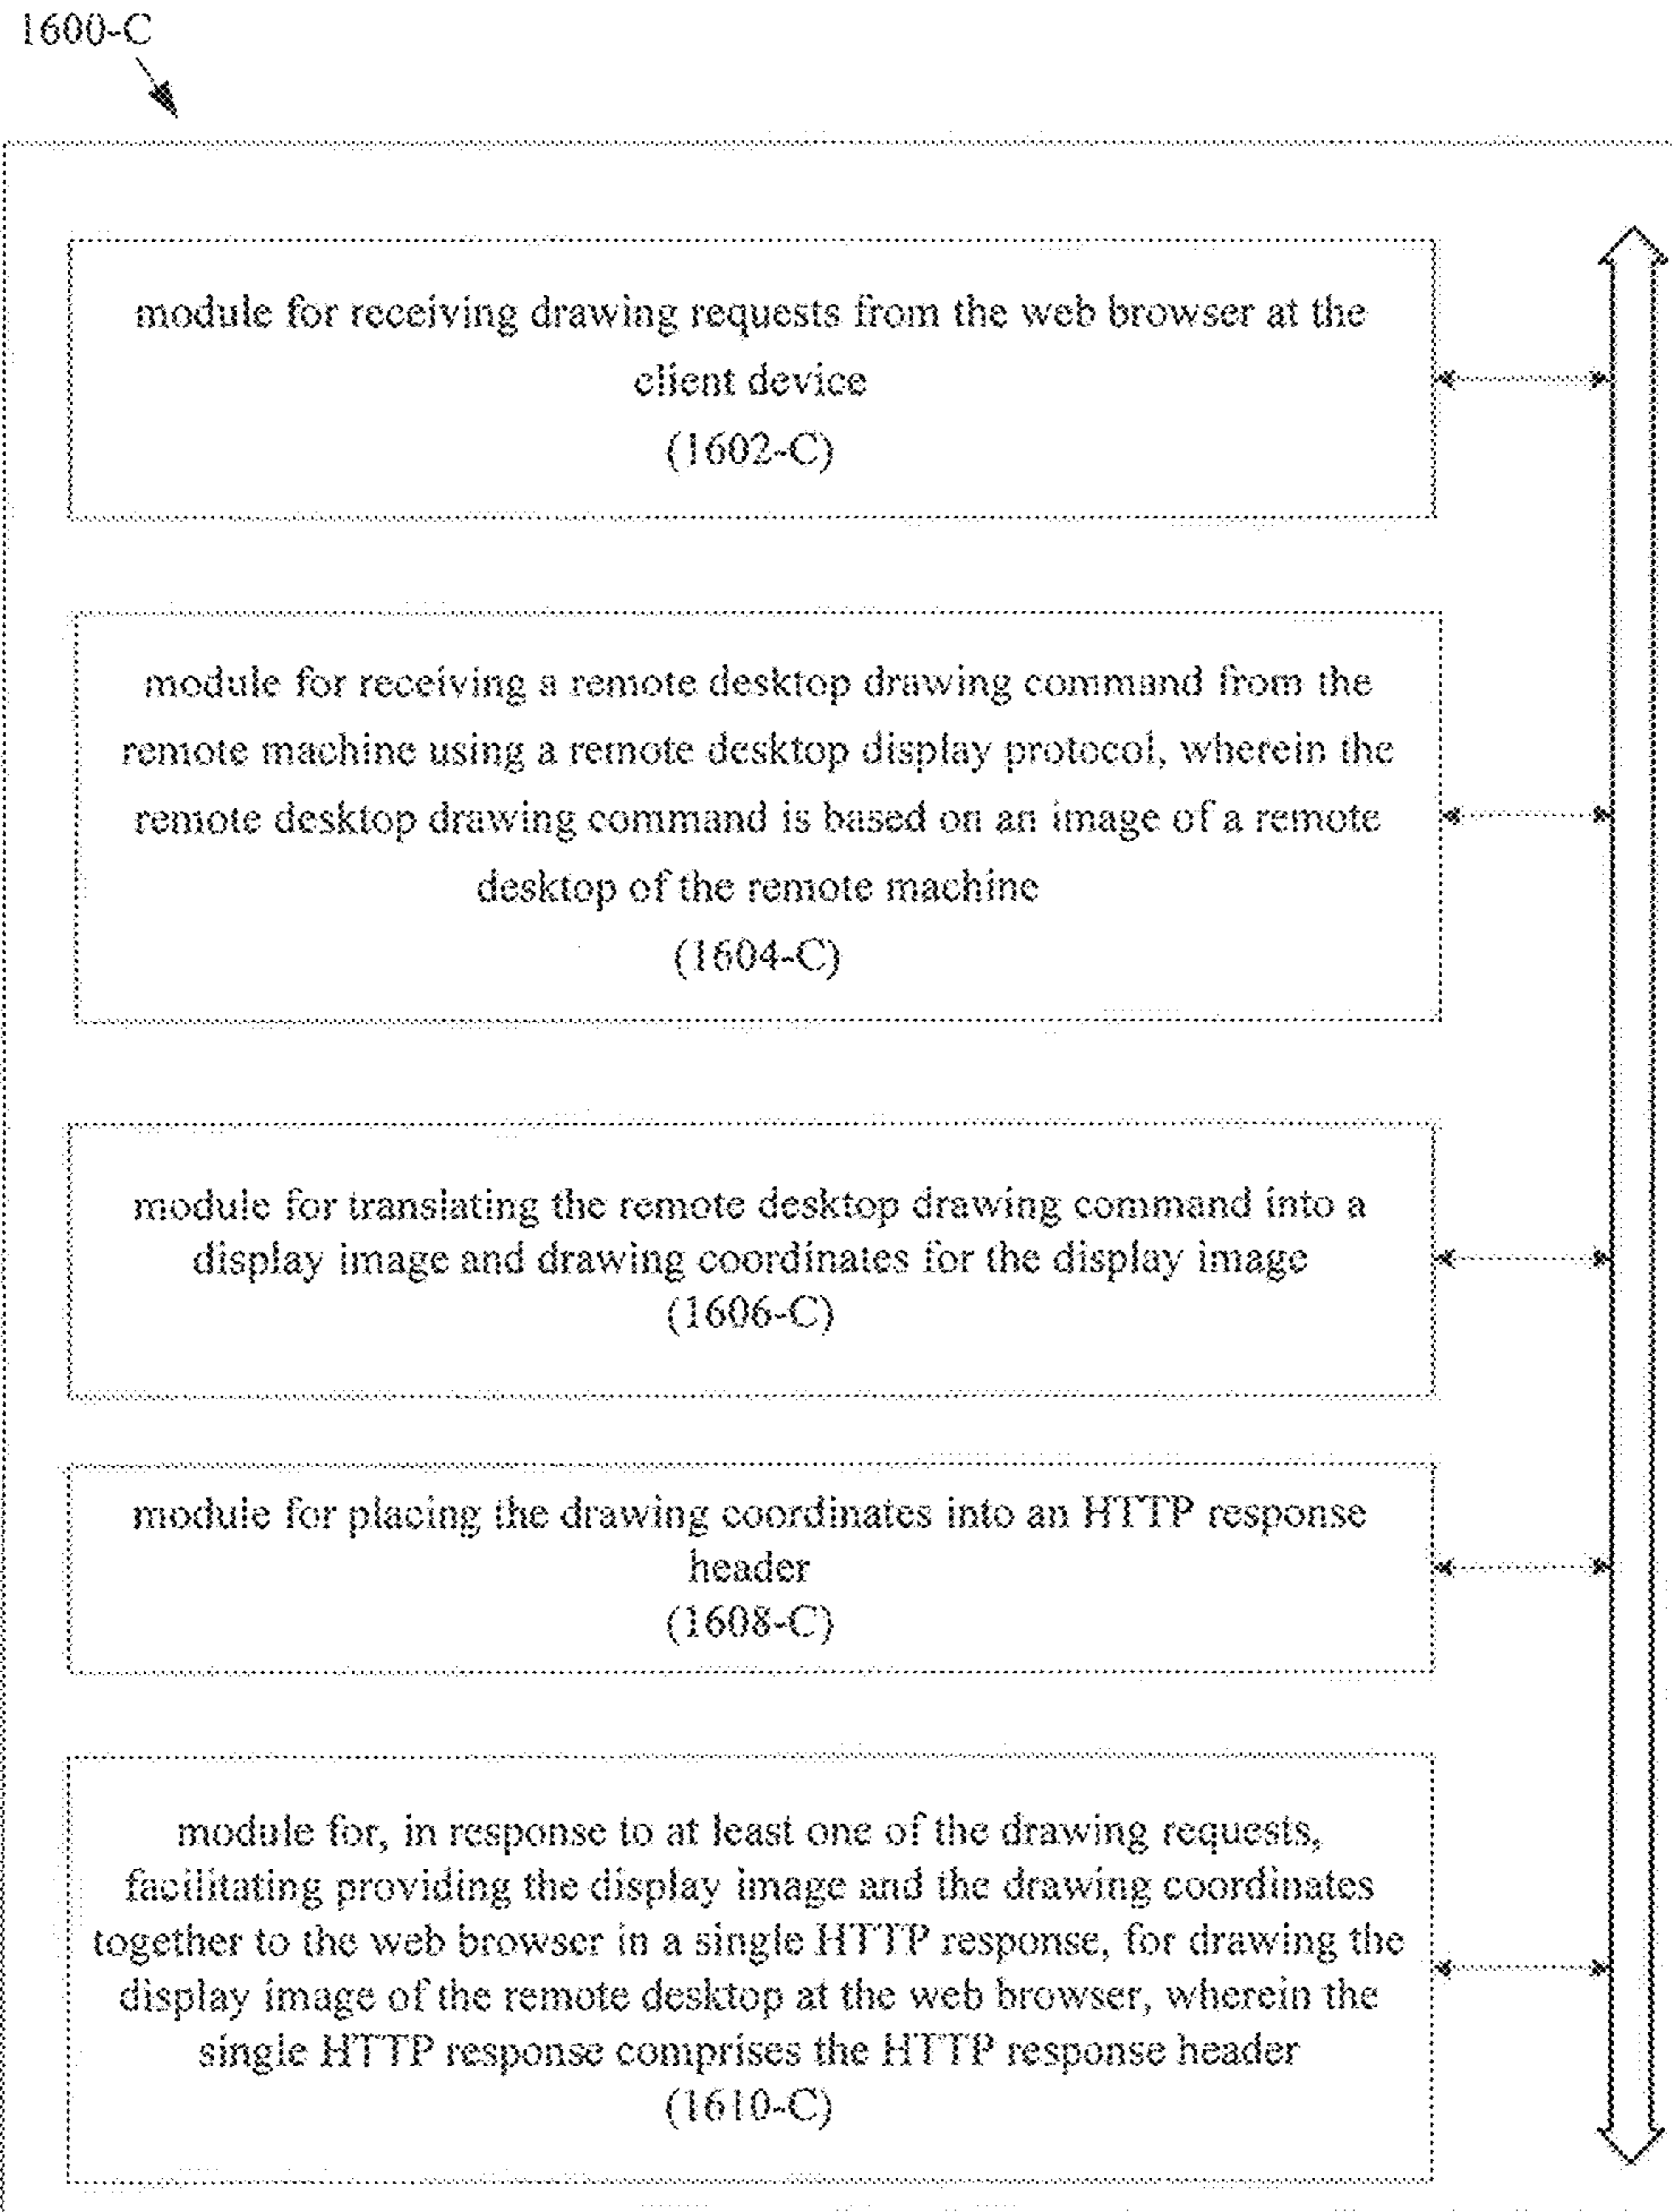 1600-C
module for receiving drawing requests from the web browser at the
client device
(1602-C)
module for receiving a remote desktop drawing command from the
remote machine using a remote desktop display protocol, wherein the
remote desktop drawing command is based on an image of a remote
desktop of the remote machine
(1604-C)
module for translating the remote desktop drawing command into a
display image and drawing coordinates for the display image
(1606-C)
module for placing the drawing coordinates into an HTTP response
header
(1608-C)
module for, in response to at least one of the drawing requests,
facilitating providing the display image and the drawing coordinates
together to the web browser in a single HTTP response, for drawing the
display image of the remote desktop at the web browser, wherein the
single HTTP response comprises the HTTP response header
(1610-C)